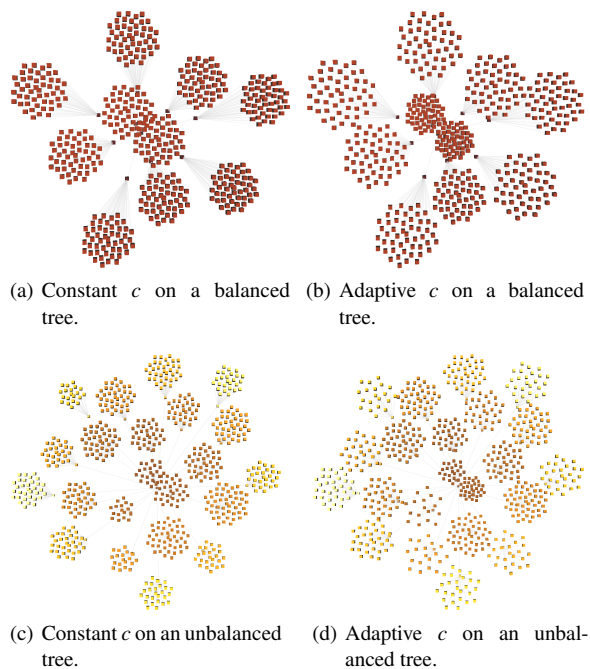 (a) Constant c on a balanced
tree.
(b) Adaptive c on a balanced
tree.
(c) Constant c on an unbalanced
tree.
(d) Adaptive c on an unbal-
anced tree.